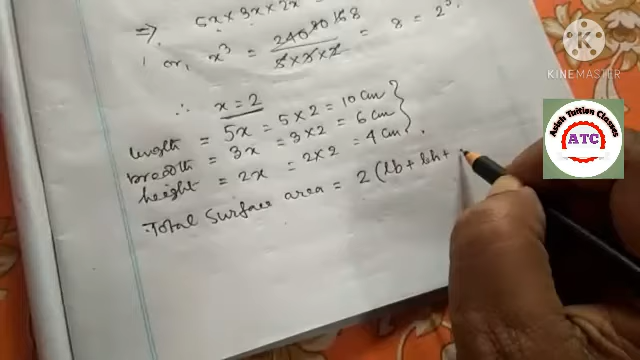 5x × 3x × 2x =
⇒
or, x³ = 240 / 5×3×2 = 8 = 2³.
∴ x = 2
length = 5x = 5 × 2 = 10 cm
breadth = 3x = 3 × 2 = 6 cm
height = 2x = 2 × 2 = 4 cm
Total Surface area = 2 (lb + bh +
KINEMASTER
Asiah Tuition Classes
ATC